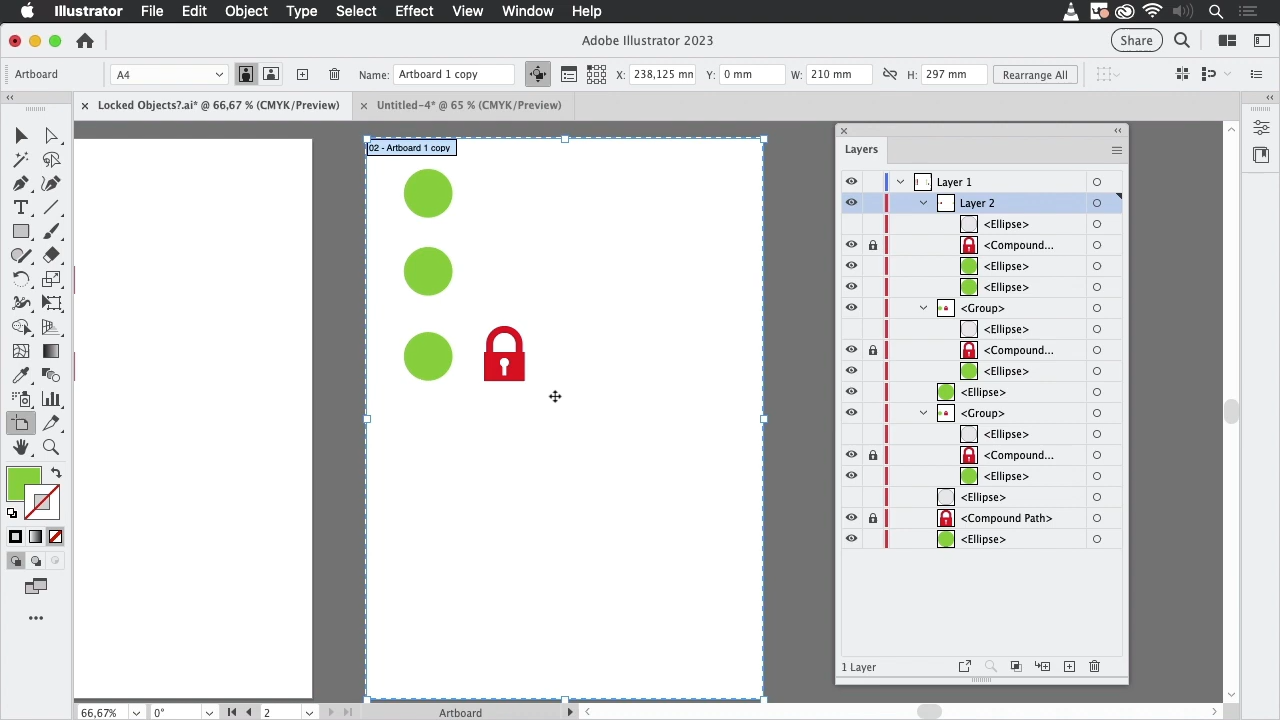 Illustrator File Edit Object Type Select Effect View Window Help
Adobe Illustrator 2023
Share
Artboard
A4
Name: Artboard 1 copy
X: 238,125 mm
Y: 0 mm
W: 210 mm
H: 297 mm
Rearrange All
Locked Objects?.ai* @ 66,67 % (CMYK/Preview)
Untitled-4* @ 65 % (CMYK/Preview)
02 - Artboard 1 copy
Layers
Layer 1
Layer 2
<Ellipse>
<Compound...
<Ellipse>
<Ellipse>
<Group>
<Ellipse>
<Compound...
<Ellipse>
<Ellipse>
<Group>
<Ellipse>
<Compound...
<Ellipse>
<Ellipse>
<Compound Path>
<Ellipse>
1 Layer
66,67%
0°
2
Artboard